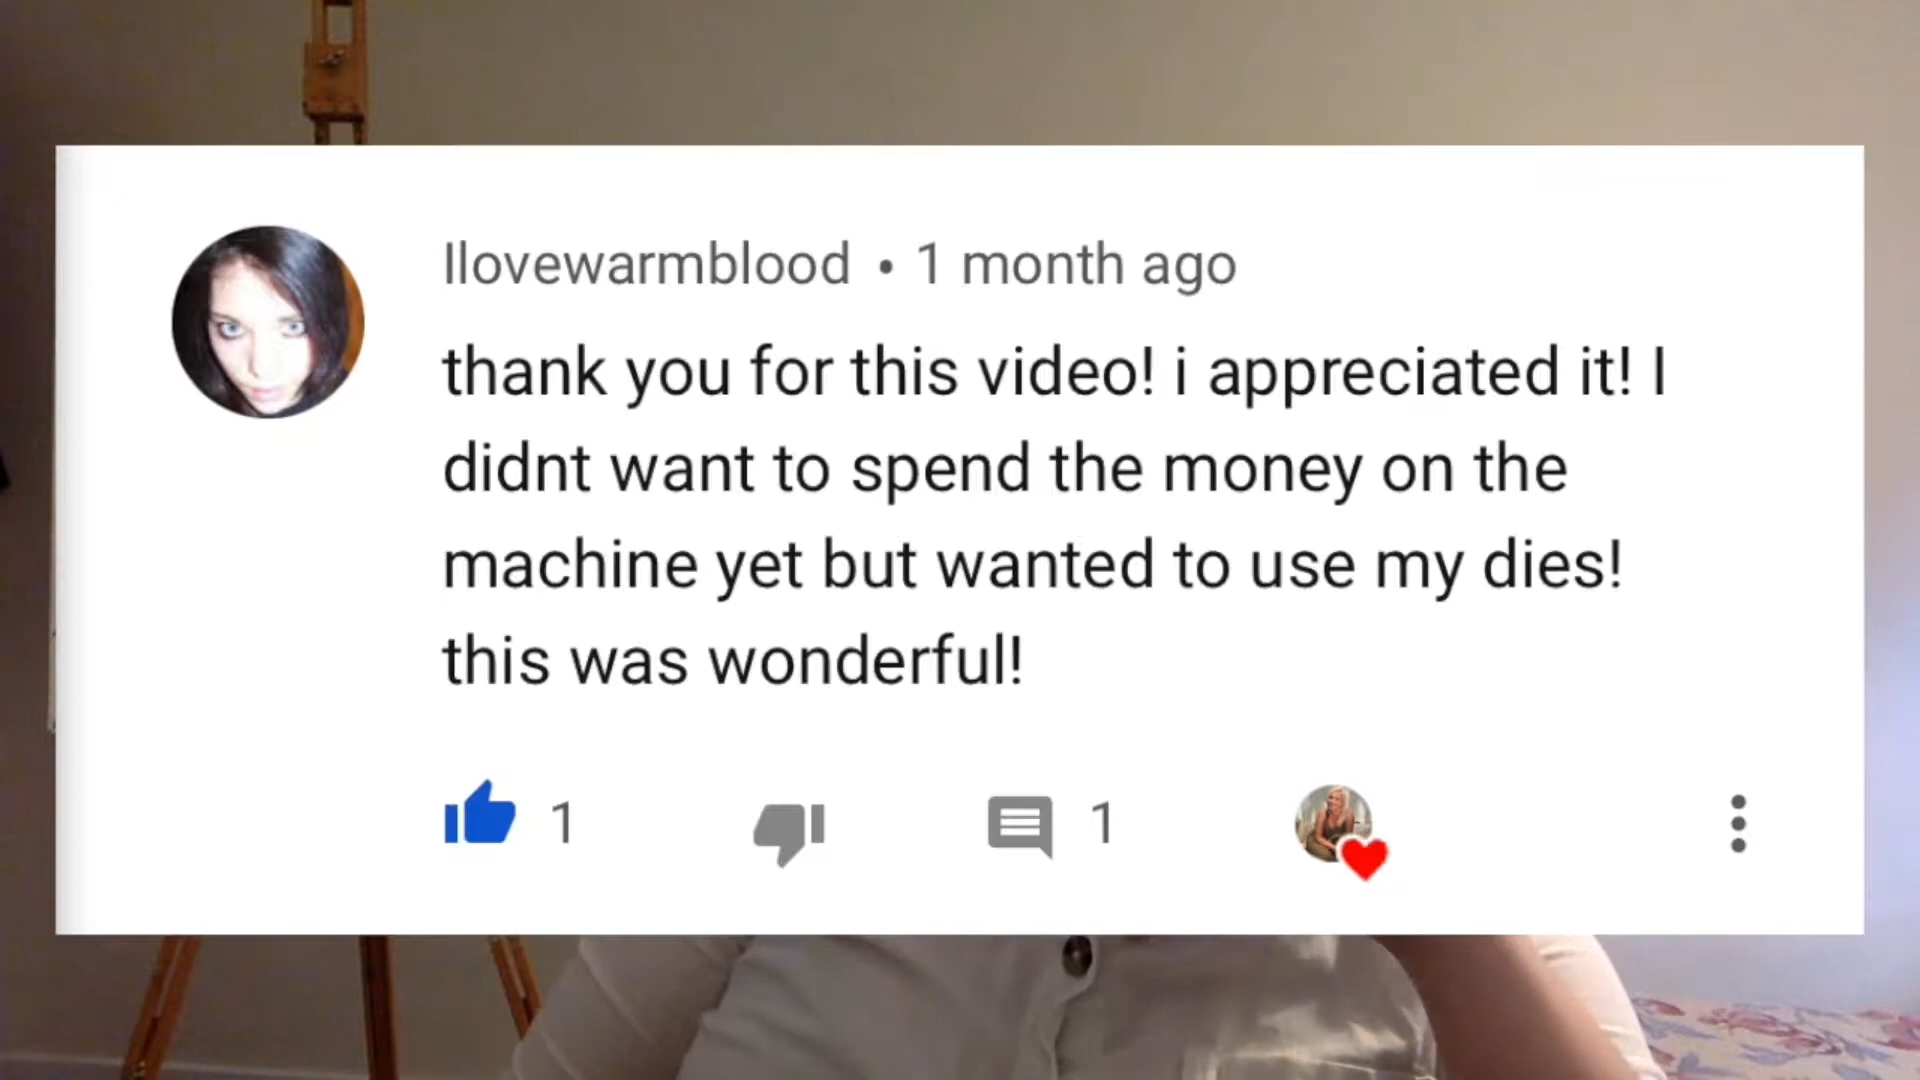 Ilovewarmblood • 1 month ago
thank you for this video! i appreciated it! I
didnt want to spend the money on the
machine yet but wanted to use my dies!
this was wonderful!
1 1